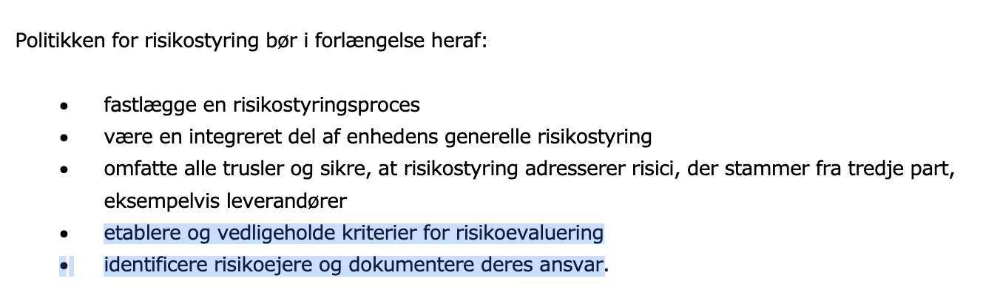 Politikken for risikostyring bør i forlængelse heraf:
• fastlægge en risikostyringsproces
• være en integreret del af enhedens generelle risikostyring
• omfatte alle trusler og sikre, at risikostyring adresserer risici, der stammer fra tredje part,
eksempelvis leverandører
• etablere og vedligeholde kriterier for risikoevaluering
• identificere risikoejere og dokumentere deres ansvar.